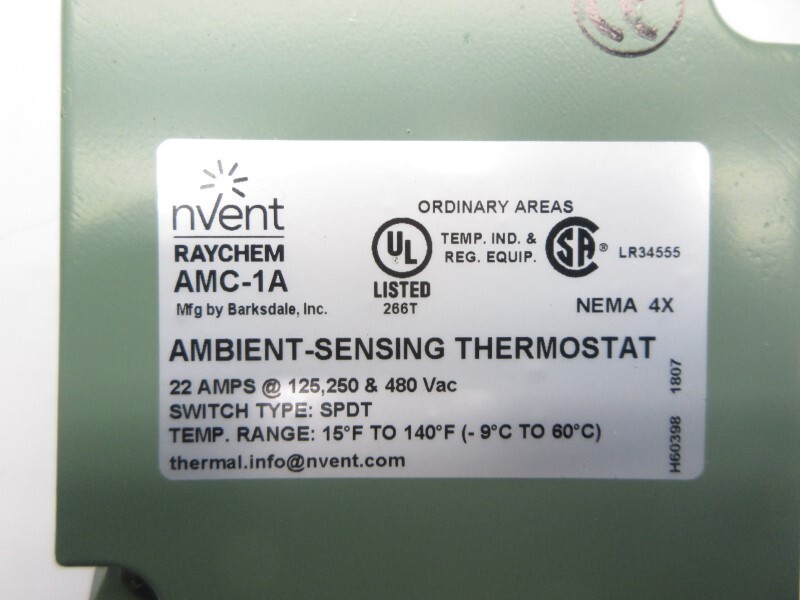 nvent
RAYCHEM
AMC-1A
Mfg by Barksdale, Inc.
ORDINARY AREAS
UL
LISTED
266T
TEMP. IND. &
REG. EQUIP.
SA ®
LR34555
NEMA 4X
AMBIENT-SENSING THERMOSTAT
22 AMPS @ 125,250 & 480 Vac
SWITCH TYPE: SPDT
TEMP. RANGE: 15°F TO 140°F (- 9°C TO 60°C)
thermal.info@nvent.com
H60398 1807